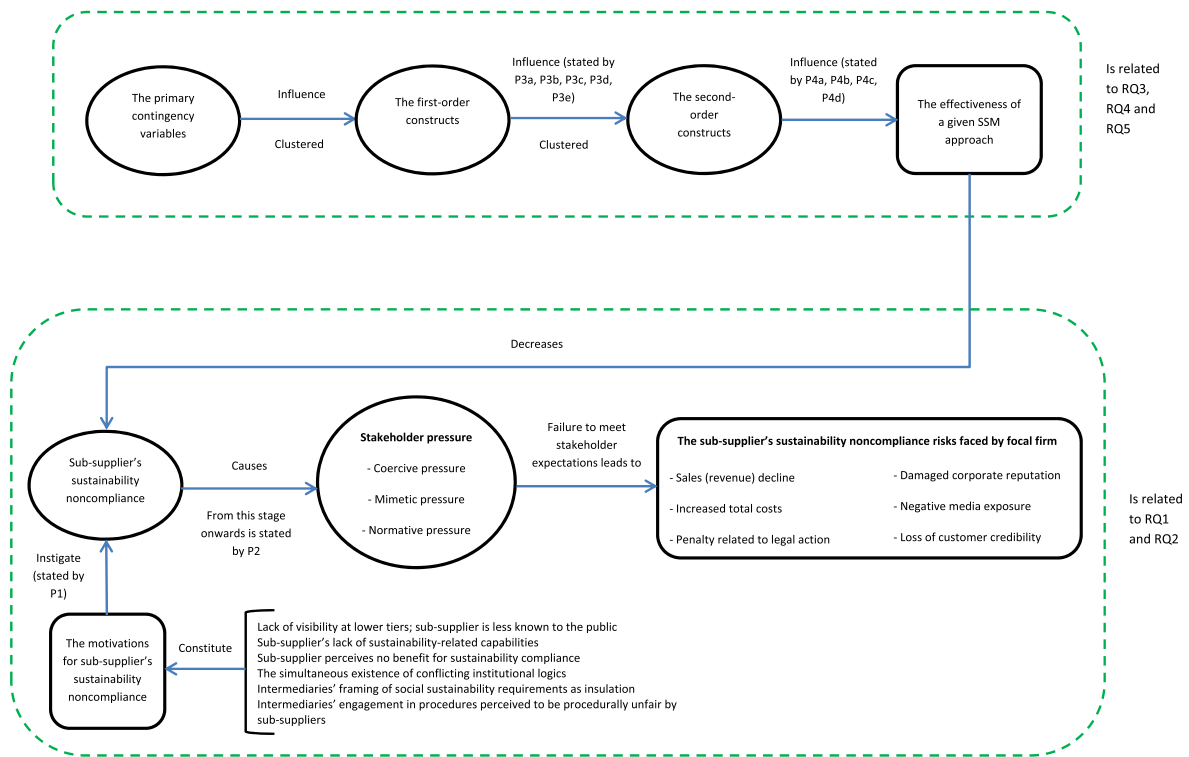 The primary
contingency
variables
Influence
Clustered
The first-order
constructs
Influence (stated by
P3a, P3b, P3c, P3d,
P3e)
Clustered
The second-
order
constructs
Influence (stated
by P4a, P4b, P4c,
P4d)
The effectiveness of
a given SSM
approach
Is related
to RQ3,
RQ4 and
RQ5
Decreases
Sub-supplier’s
sustainability
noncompliance
Causes
From this stage
onwards is stated
by P2
Stakeholder pressure
- Coercive pressure
- Mimetic pressure
- Normative pressure
Failure to meet
stakeholder
expectations leads to
The sub-supplier’s sustainability noncompliance risks faced by focal firm
- Sales (revenue) decline
- Increased total costs
- Penalty related to legal action
- Damaged corporate reputation
- Negative media exposure
- Loss of customer credibility
Is related
to RQ1
and RQ2
Instigate
(stated by
P1)
The motivations
for sub-supplier’s
sustainability
noncompliance
Constitute
Lack of visibility at lower tiers; sub-supplier is less known to the public
Sub-supplier’s lack of sustainability-related capabilities
Sub-supplier perceives no benefit for sustainability compliance
The simultaneous existence of conflicting institutional logics
Intermediaries’ framing of social sustainability requirements as insulation
Intermediaries’ engagement in procedures perceived to be procedurally unfair by
sub-suppliers